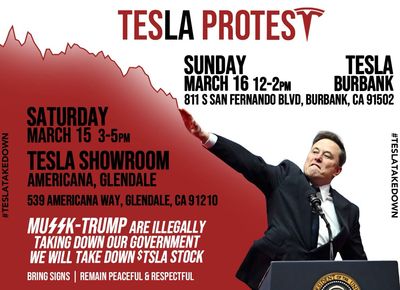 TESLA PROTEST
SUNDAY
MARCH 16 12-2PM
TESLA
BURBANK
811 S SAN FERNANDO BLVD, BURBANK, CA 91502
SATURDAY
MARCH 15 3-5PM
TESLA SHOWROOM
AMERICANA, GLENDALE
539 AMERICANA WAY, GLENDALE, CA 91210
MUϟϟK-TRUMP ARE ILLEGALLY
TAKING DOWN OUR GOVERNMENT
WE WILL TAKE DOWN $TSLA STOCK
BRING SIGNS | REMAIN PEACEFUL & RESPECTFUL
#TESLATAKEDOWN
#TESLATAKEDOWN